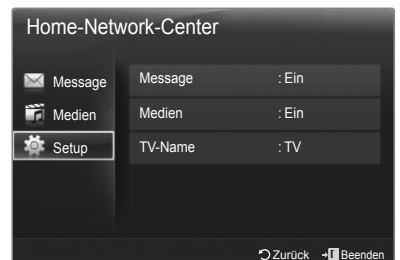 Home-Network-Center
Message
Medien
Setup
Message : Ein
Medien : Ein
TV-Name : TV
Zurück Beenden